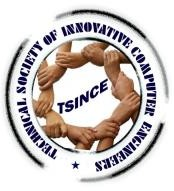 TECHNICAL SOCIETY OF INNOVATIVE COMPUTER ENGINEERS
TSINCE